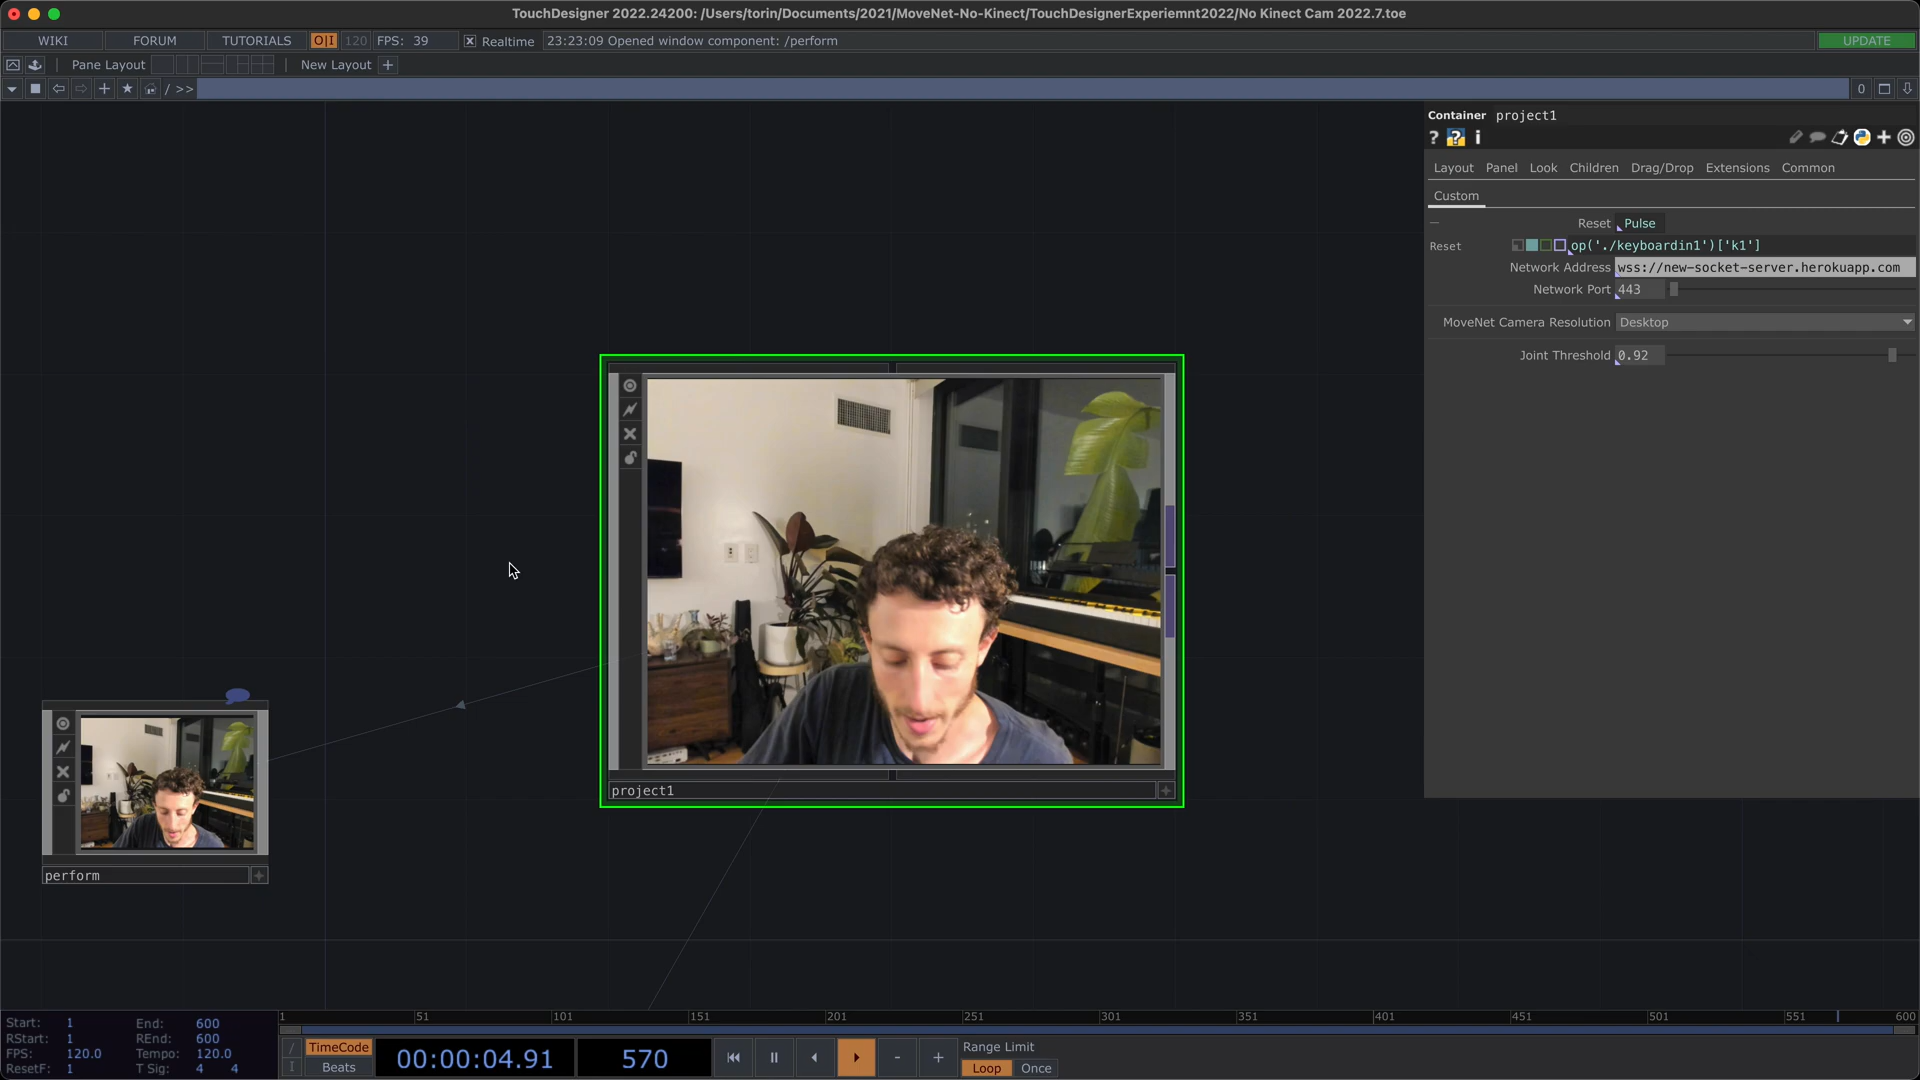 TouchDesigner 2022.24200: /Users/torin/Documents/2021/MoveNet-No-Kinect/TouchDesignerExperiemnt2022/No Kinect Cam 2022.7.toe
WIKI FORUM TUTORIALS O|I 120 FPS: 39 Realtime 23:23:09 Opened window component: /perform UPDATE
Pane Layout New Layout +
/ >> 0
Container project1
? ? i
Layout Panel Look Children Drag/Drop Extensions Common
Custom
Reset Pulse
Reset op('./keyboardin1')['k1']
Network Address wss://new-socket-server.herokuapp.com
Network Port 443
MoveNet Camera Resolution Desktop
Joint Threshold 0.92
project1
perform
1 51 101 151 201 251 301 351 401 451 501 551 600
Start: 1 End: 600
RStart: 1 REnd: 600
FPS: 120.0 Tempo: 120.0
ResetF: 1 T Sig: 4 4
TimeCode
Beats
00:00:04.91 570
- +
Range Limit
Loop Once